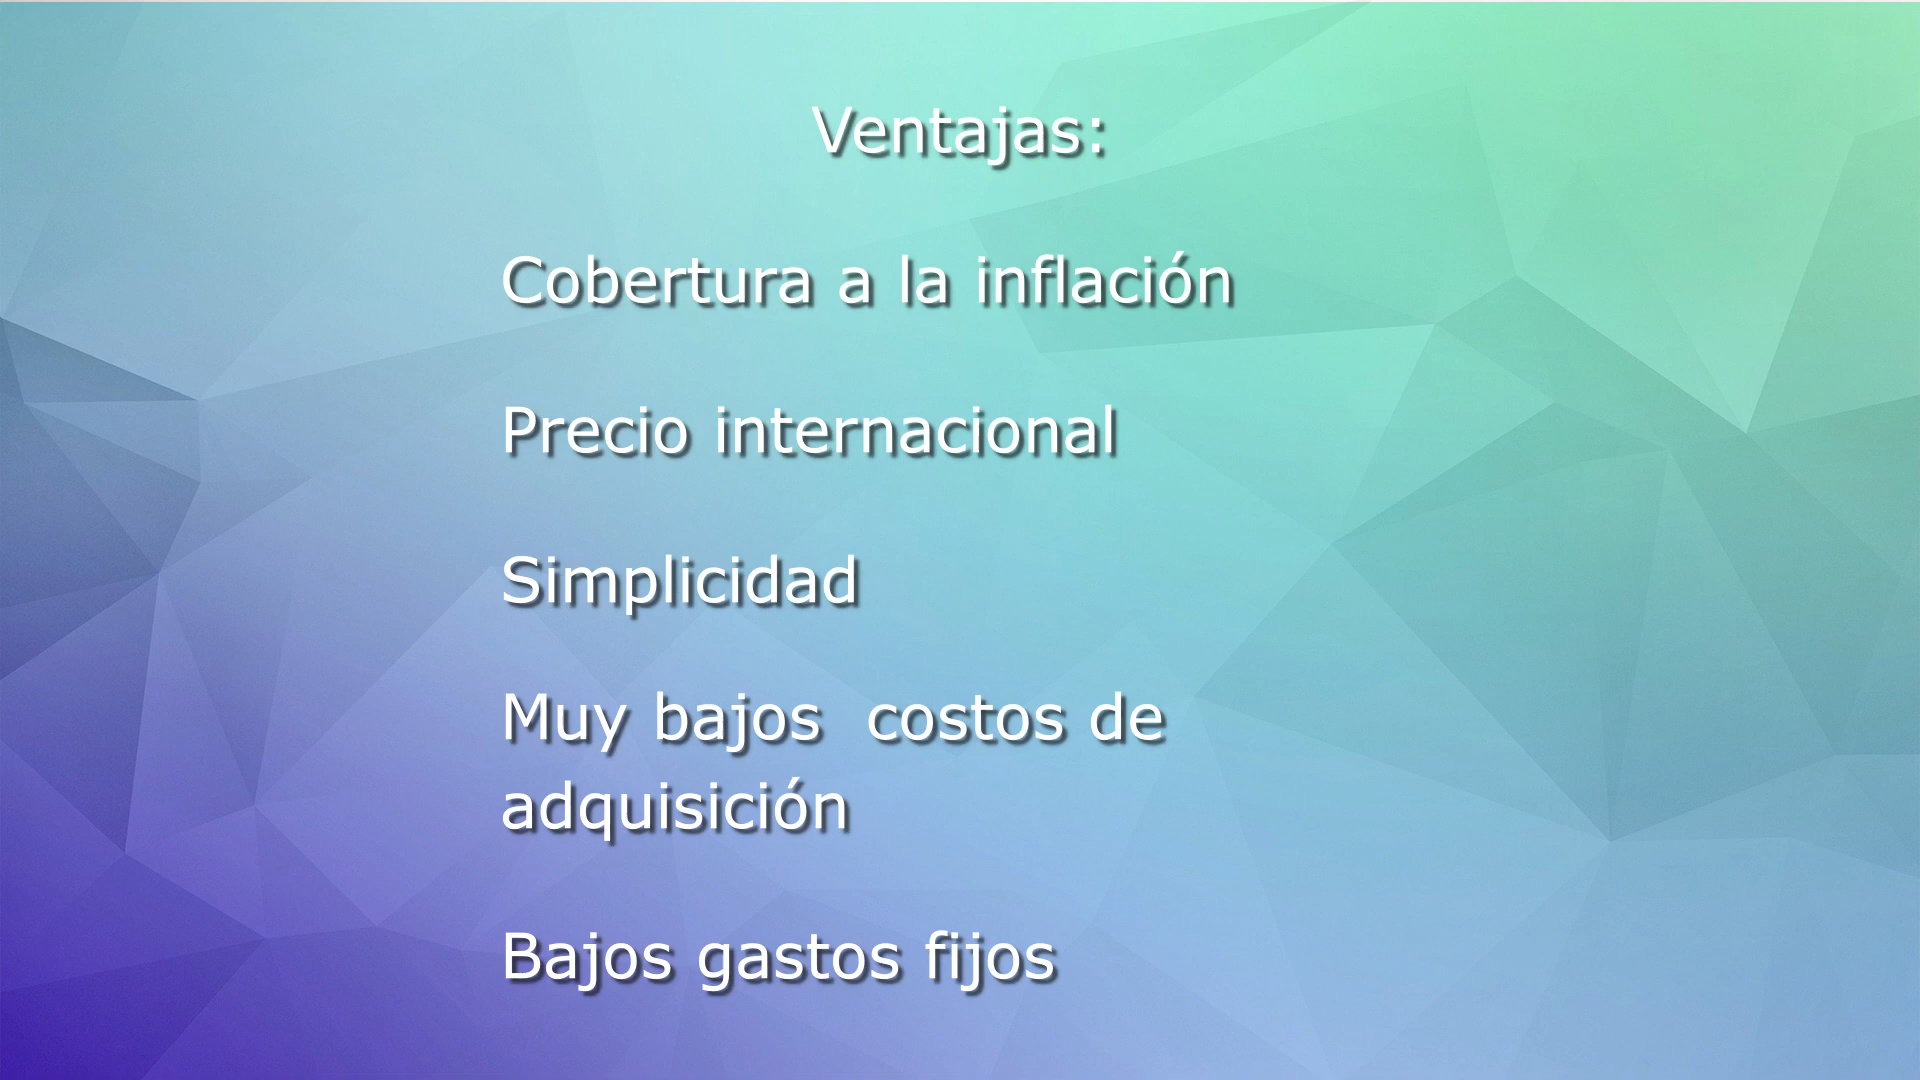 Ventajas:
Cobertura a la inflación
Precio internacional
Simplicidad
Muy bajos  costos de
adquisición
Bajos gastos fijos